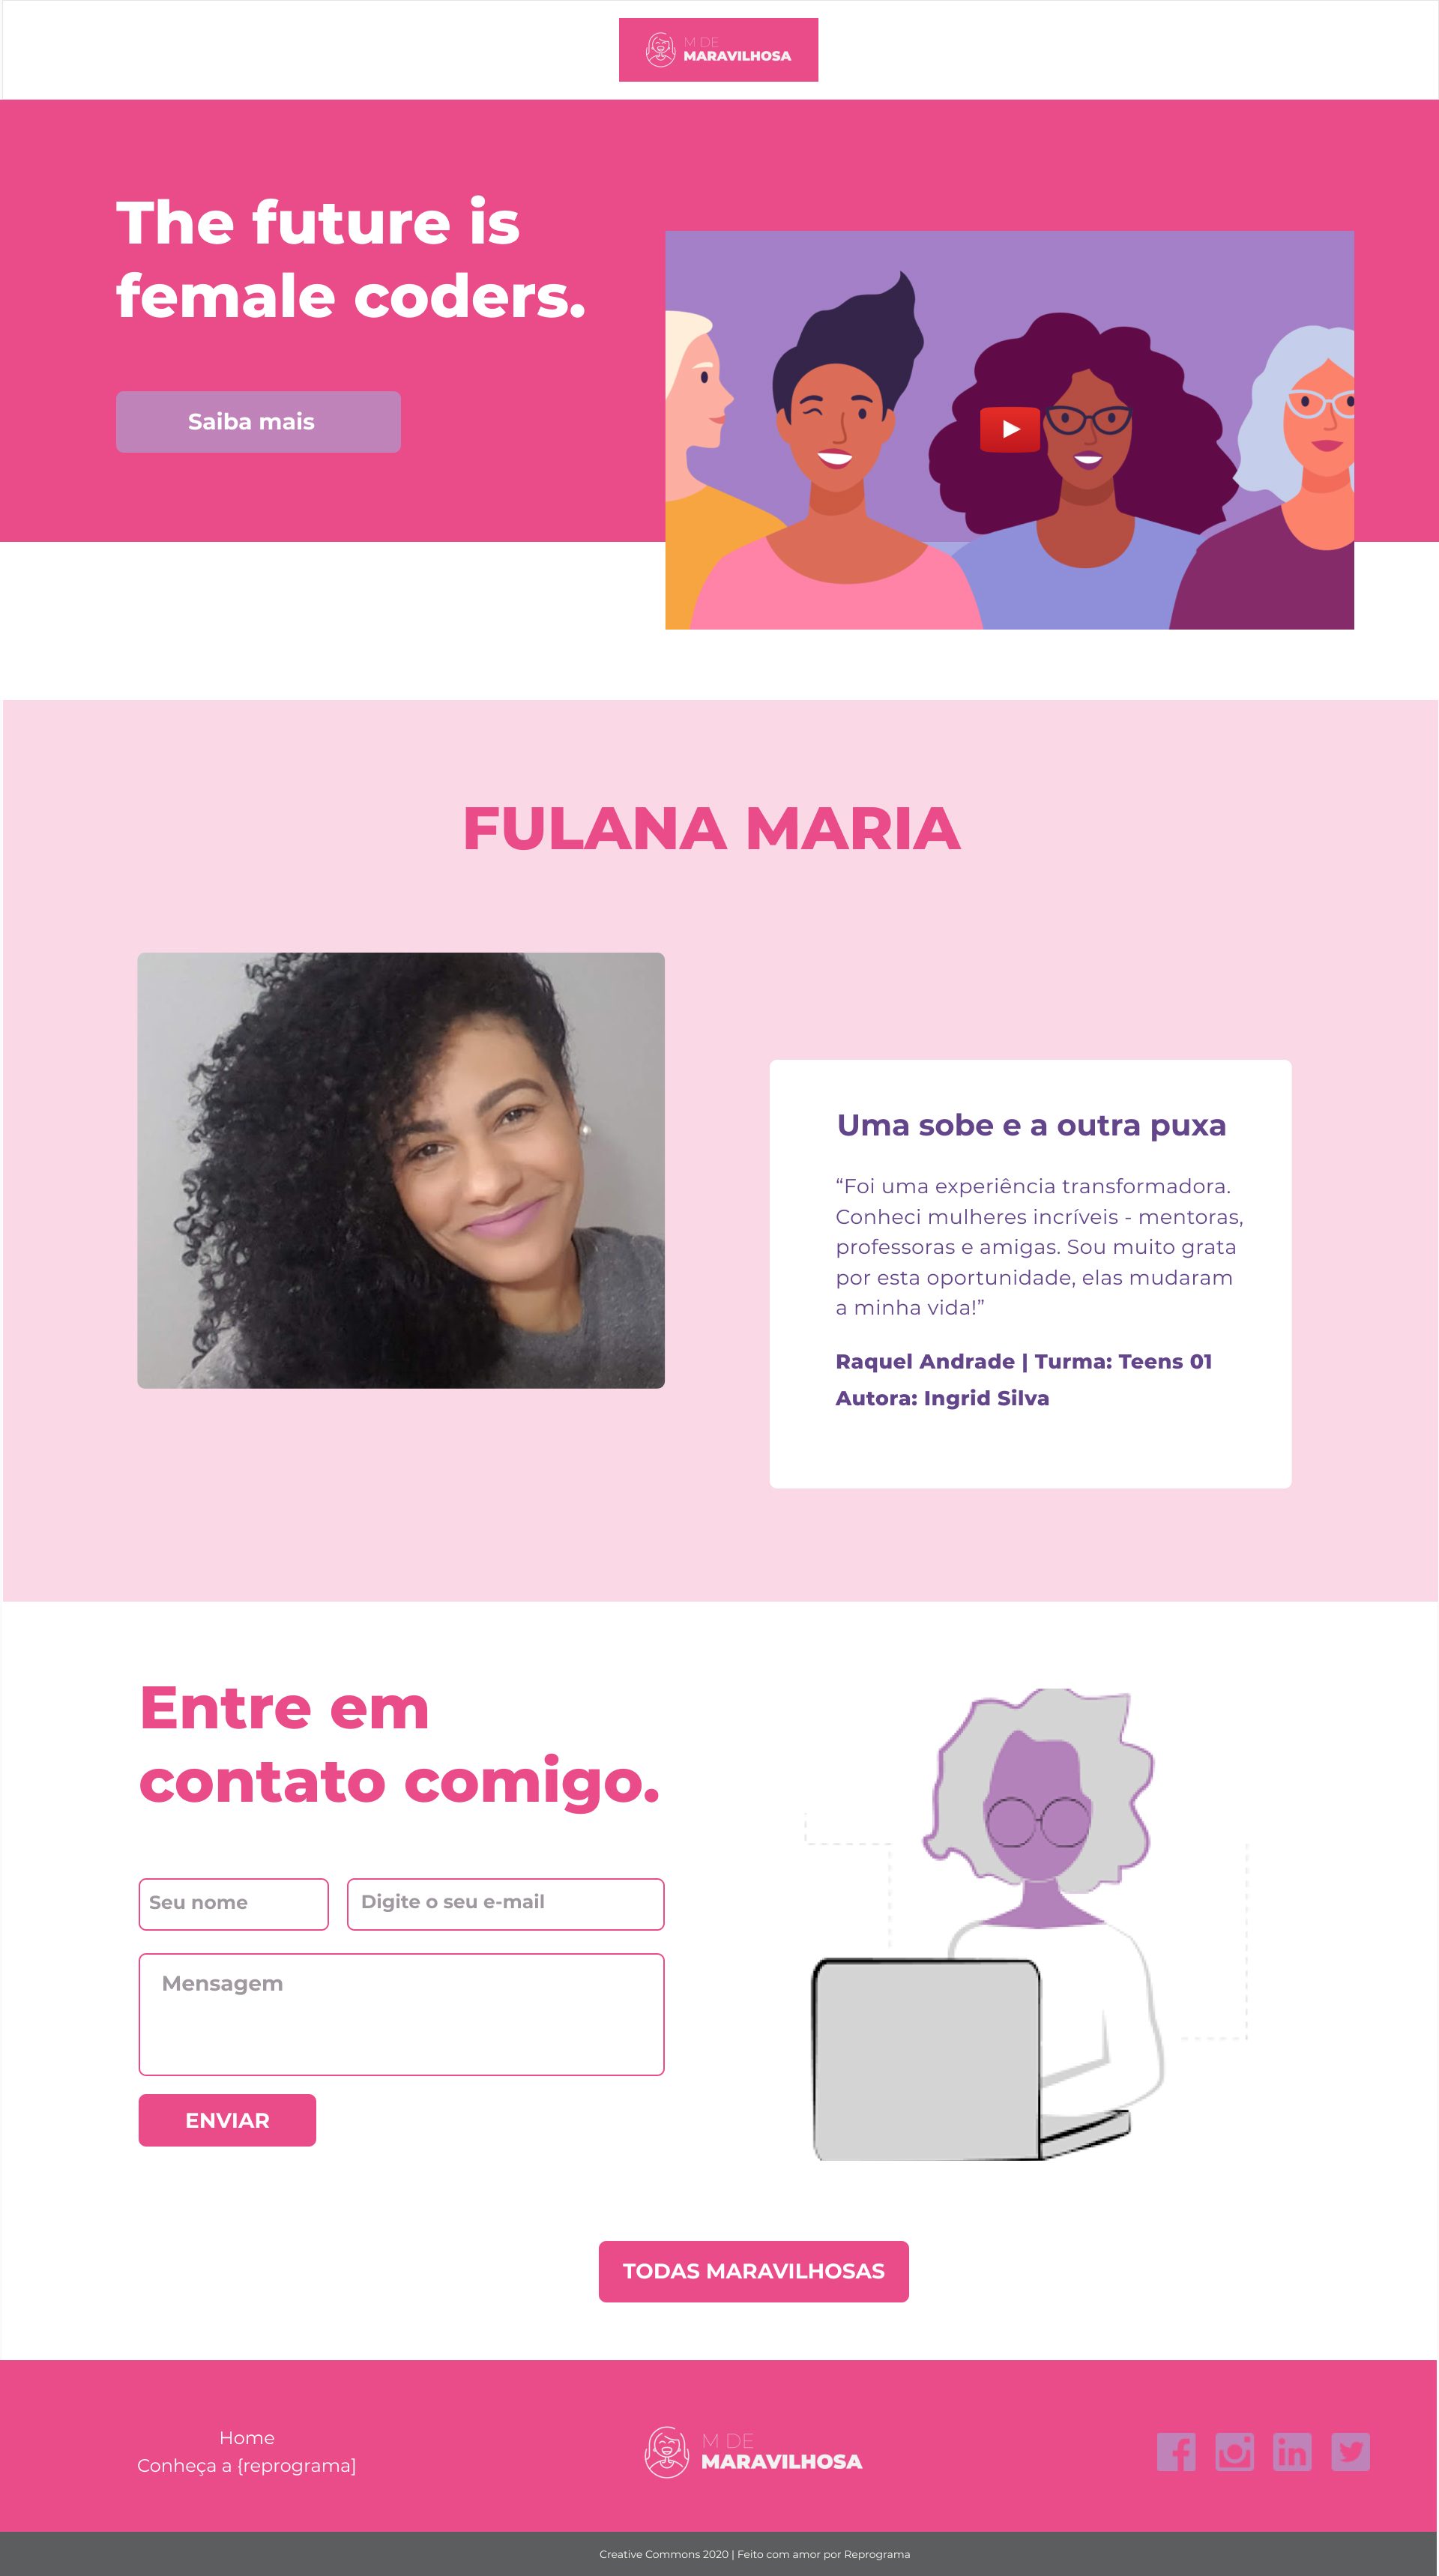 M DE
MARAVILHOSA
The future is
female coders.
Saiba mais
FULANA MARIA
Uma sobe e a outra puxa
“Foi uma experiência transformadora.
Conheci mulheres incríveis - mentoras,
professoras e amigas. Sou muito grata
por esta oportunidade, elas mudaram
a minha vida!”
Raquel Andrade | Turma: Teens 01
Autora: Ingrid Silva
Entre em
contato comigo.
Seu nome
Digite o seu e-mail
Mensagem
ENVIAR
TODAS MARAVILHOSAS
Home
Conheça a {reprograma]
M DE
MARAVILHOSA
Creative Commons 2020 | Feito com amor por Reprograma